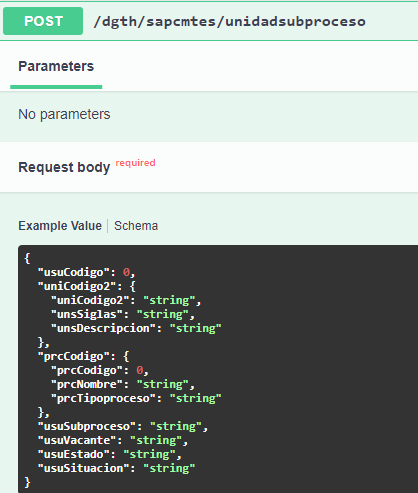 POST /dgth/sapcmtes/unidadsubproceso
Parameters
No parameters
Request body required
Example Value | Schema
{
"usuCodigo": 0,
"uniCodigo2": {
"uniCodigo2": "string",
"unsSiglas": "string",
"unsDescripcion": "string"
},
"prcCodigo": {
"prcCodigo": 0,
"prcNombre": "string",
"prcTipoproceso": "string"
},
"usuSubproceso": "string",
"usuVacante": "string",
"usuEstado": "string",
"usuSituacion": "string"
}